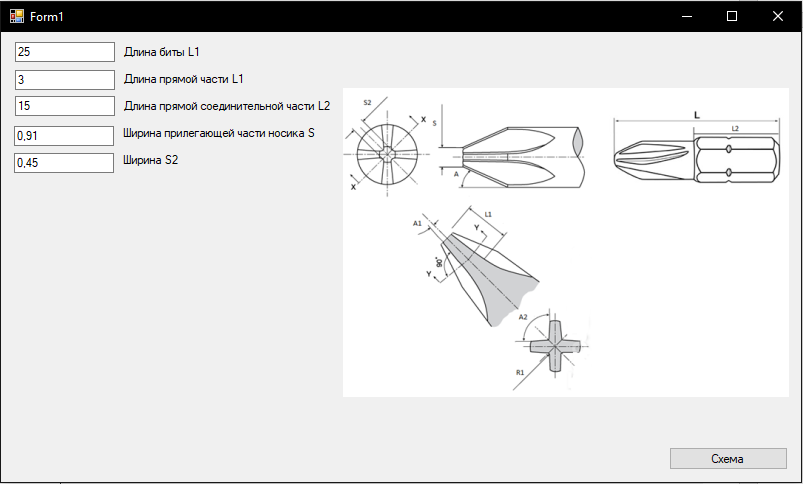 Form1
25 Длина биты L1
3 Длина прямой части L1
15 Длина прямой соединительной части L2
0,91 Ширина прилегающей части носика S
0,45 Ширина S2
S2
X
S
X
A
L
L2
A1
L1
Y
90°
Y
A2
R1
Схема